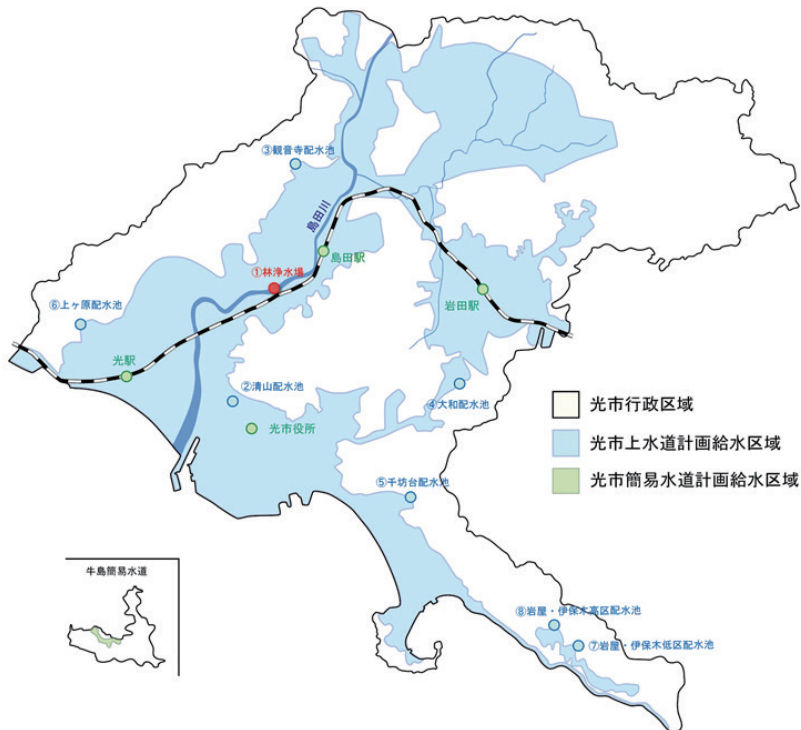 ③観音寺配水池
島田川
島田駅
①林浄水場
岩田駅
⑥上ヶ原配水池
光駅
②清山配水池
④大和配水池
光市役所
光市行政区域
光市上水道計画給水区域
光市簡易水道計画給水区域
⑤千坊台配水池
牛島簡易水道
⑧岩屋・伊保木高区配水池
⑦岩屋・伊保木低区配水池